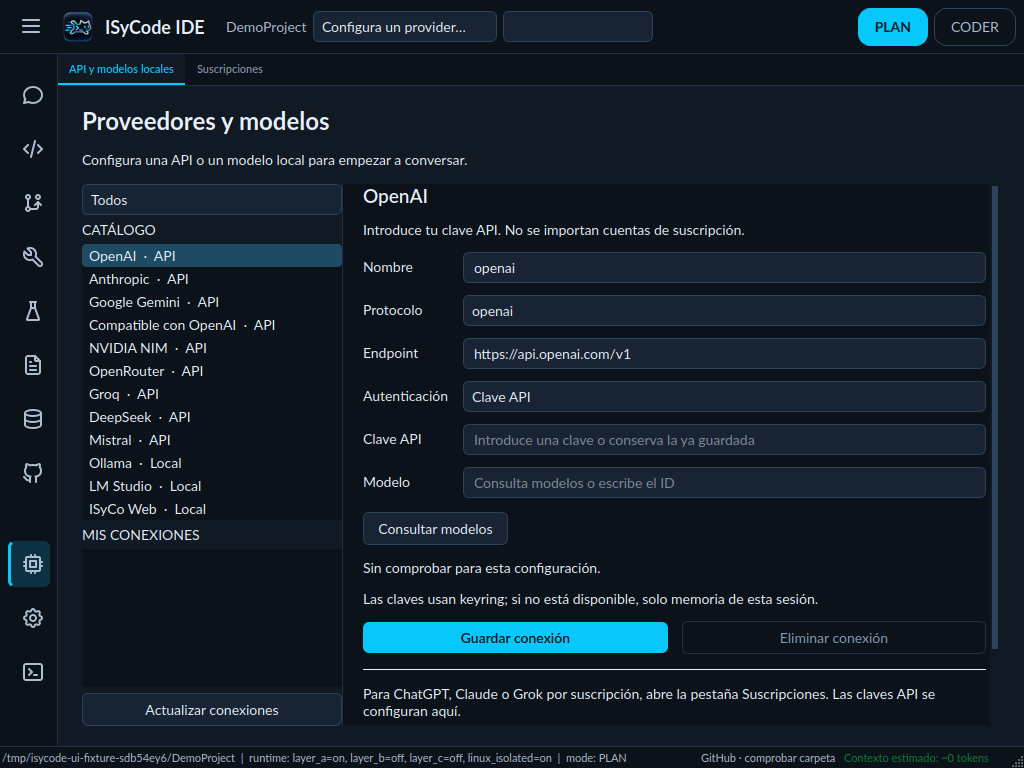 ISyCode IDE
DemoProject
Configura un provider...
PLAN
CODER
API y modelos locales
Suscripciones
Proveedores y modelos
Configura una API o un modelo local para empezar a conversar.
Todos
CATÁLOGO
OpenAI · API
Anthropic · API
Google Gemini · API
Compatible con OpenAI · API
NVIDIA NIM · API
OpenRouter · API
Groq · API
DeepSeek · API
Mistral · API
Ollama · Local
LM Studio · Local
ISyCo Web · Local
MIS CONEXIONES
Actualizar conexiones
OpenAI
Introduce tu clave API. No se importan cuentas de suscripción.
Nombre
openai
Protocolo
openai
Endpoint
https://api.openai.com/v1
Autenticación
Clave API
Clave API
Introduce una clave o conserva la ya guardada
Modelo
Consulta modelos o escribe el ID
Consultar modelos
Sin comprobar para esta configuración.
Las claves usan keyring; si no está disponible, solo memoria de esta sesión.
Guardar conexión
Eliminar conexión
Para ChatGPT, Claude o Grok por suscripción, abre la pestaña Suscripciones. Las claves API se
configuran aquí.
/tmp/isycode-ui-fixture-sdb54ey6/DemoProject | runtime: layer_a=on, layer_b=off, layer_c=off, linux_isolated=on | mode: PLAN
GitHub · comprobar carpeta
Contexto estimado: ~0 tokens